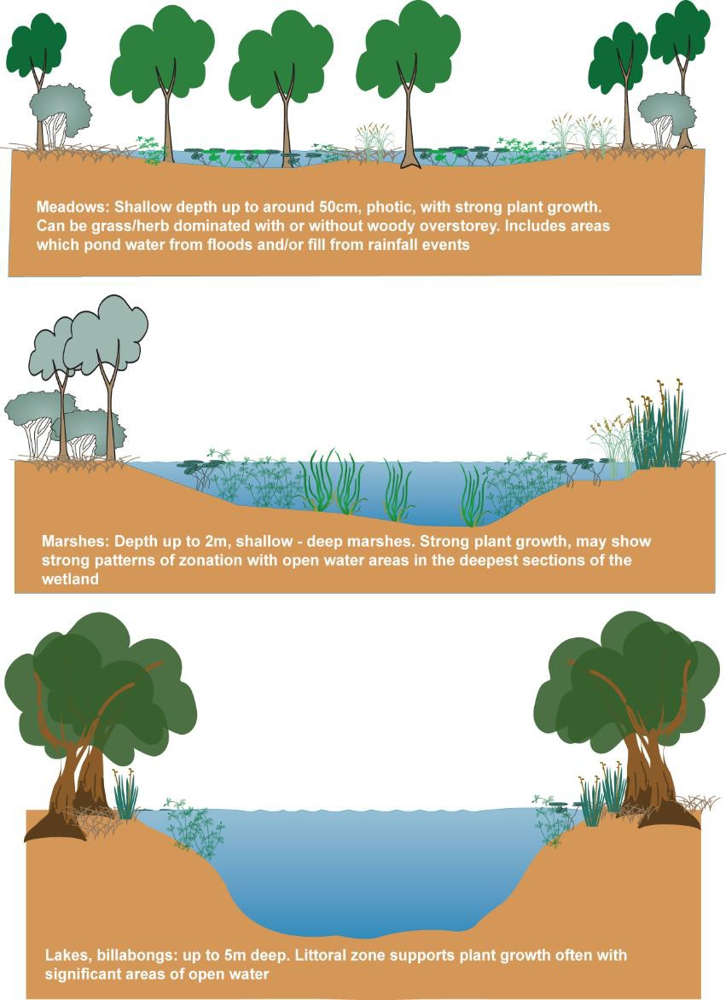 Meadows: Shallow depth up to around 50cm, photic, with strong plant growth.
Can be grass/herb dominated with or without woody overstorey. Includes areas
which pond water from floods and/or fill from rainfall events
Marshes: Depth up to 2m, shallow - deep marshes. Strong plant growth, may show
strong patterns of zonation with open water areas in the deepest sections of the
wetland
Lakes, billabongs: up to 5m deep. Littoral zone supports plant growth often with
significant areas of open water